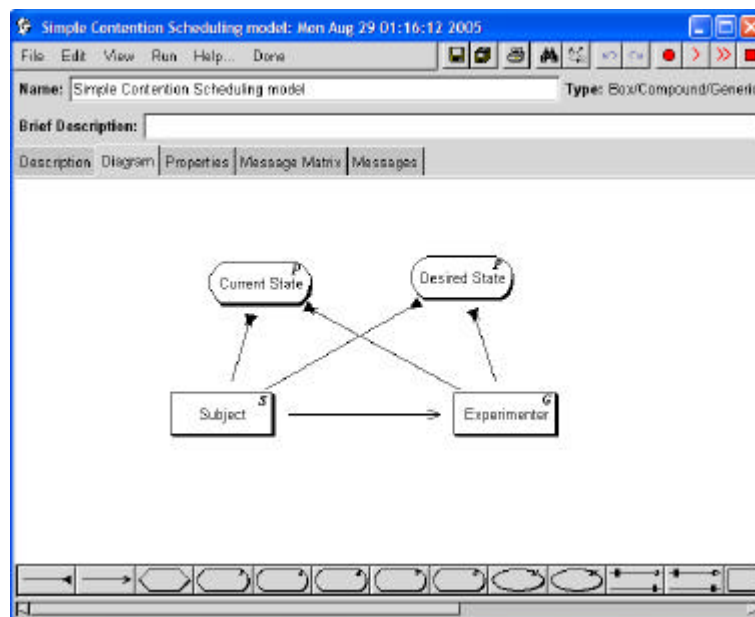 Simple Contention Scheduling model: Mon Aug 29 01:16:12 2005
File Edit View Run Help... Done
Name: Simple Contention Scheduling model Type: Box/Compound/Generic
Brief Description:
Description Diagram Properties Message Matrix Messages
P
Current State
Desired State
S
Subject
G
Experimenter